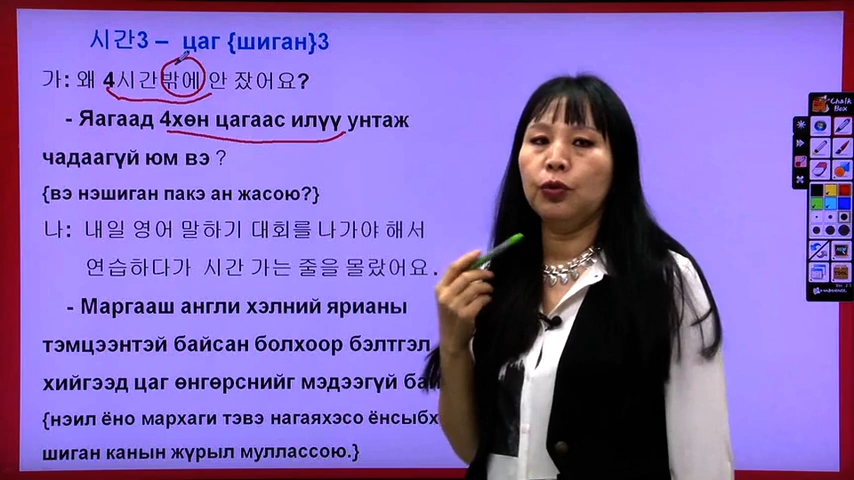 시간3 – цаг {шиган}3
가: 왜 4시간밖에 안 잤어요?
- Яагаад 4хөн цагаас илүү унтаж
чадаагүй юм вэ ?
{вэ нэшиган пакэ ан жасою?}
나: 내일 영어 말하기 대회를 나가야 해서
연습하다가 시간 가는 줄을 몰랐어요.
- Маргааш англи хэлний ярианы
тэмцээнтэй байсан болхоор бэлтгэл
хийгээд цаг өнгөрснийг мэдээгүй бай
{нэил ёно мархаги тэвэ нагаяхэсо ёнсыбх
шиган канын жүрыл муллассою.}
Chalk
Box